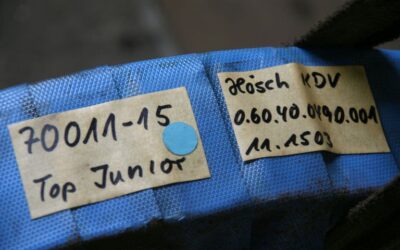 70011-15
Top Junior
Hösch KDV
0.60.40.0490.001
11.1503